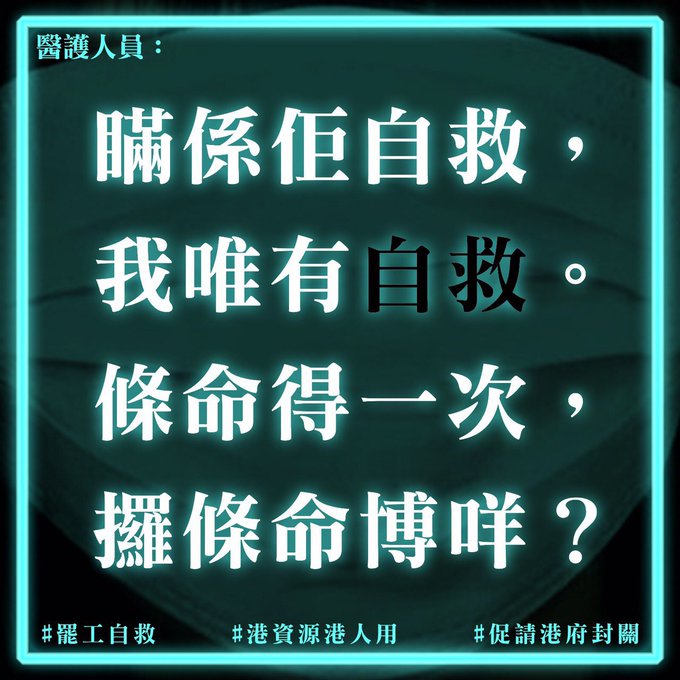 醫護人員：
瞞係佢自救，
我唯有自救。
條命得一次，
攞條命博咩？
#罷工自救 #港資源港人用 #促請港府封關